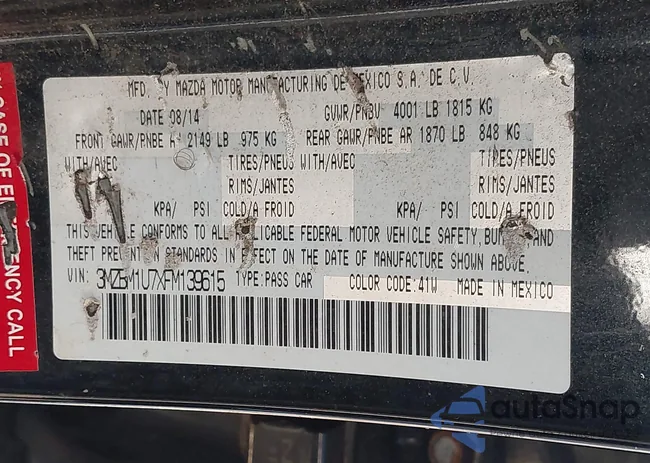 MFD. BY MAZDA MOTOR MANUFACTURING DE MEXICO S.A. DE C.V.
DATE 08/14 GVWR/PNBV 4001 LB 1815 KG
FRONT GAWR/PNBE AV 2149 LB 975 KG REAR GAWR/PNBE AR 1870 LB 848 KG
WITH/AVEC TIRES/PNEUS WITH/AVEC TIRES/PNEUS
RIMS/JANTES RIMS/JANTES
KPA/ PSI COLD/A FROID KPA/ PSI COLD/A FROID
THIS VEHICLE CONFORMS TO ALL APPLICABLE FEDERAL MOTOR VEHICLE SAFETY, BUMPER, AND
THEFT PREVENTION STANDARDS IN EFFECT ON THE DATE OF MANUFACTURE SHOWN ABOVE.
VIN: 3MZBM1U7XFM139615 TYPE:PASS CAR COLOR CODE:41W MADE IN MEXICO
CASE OF
CALL
autoSnap